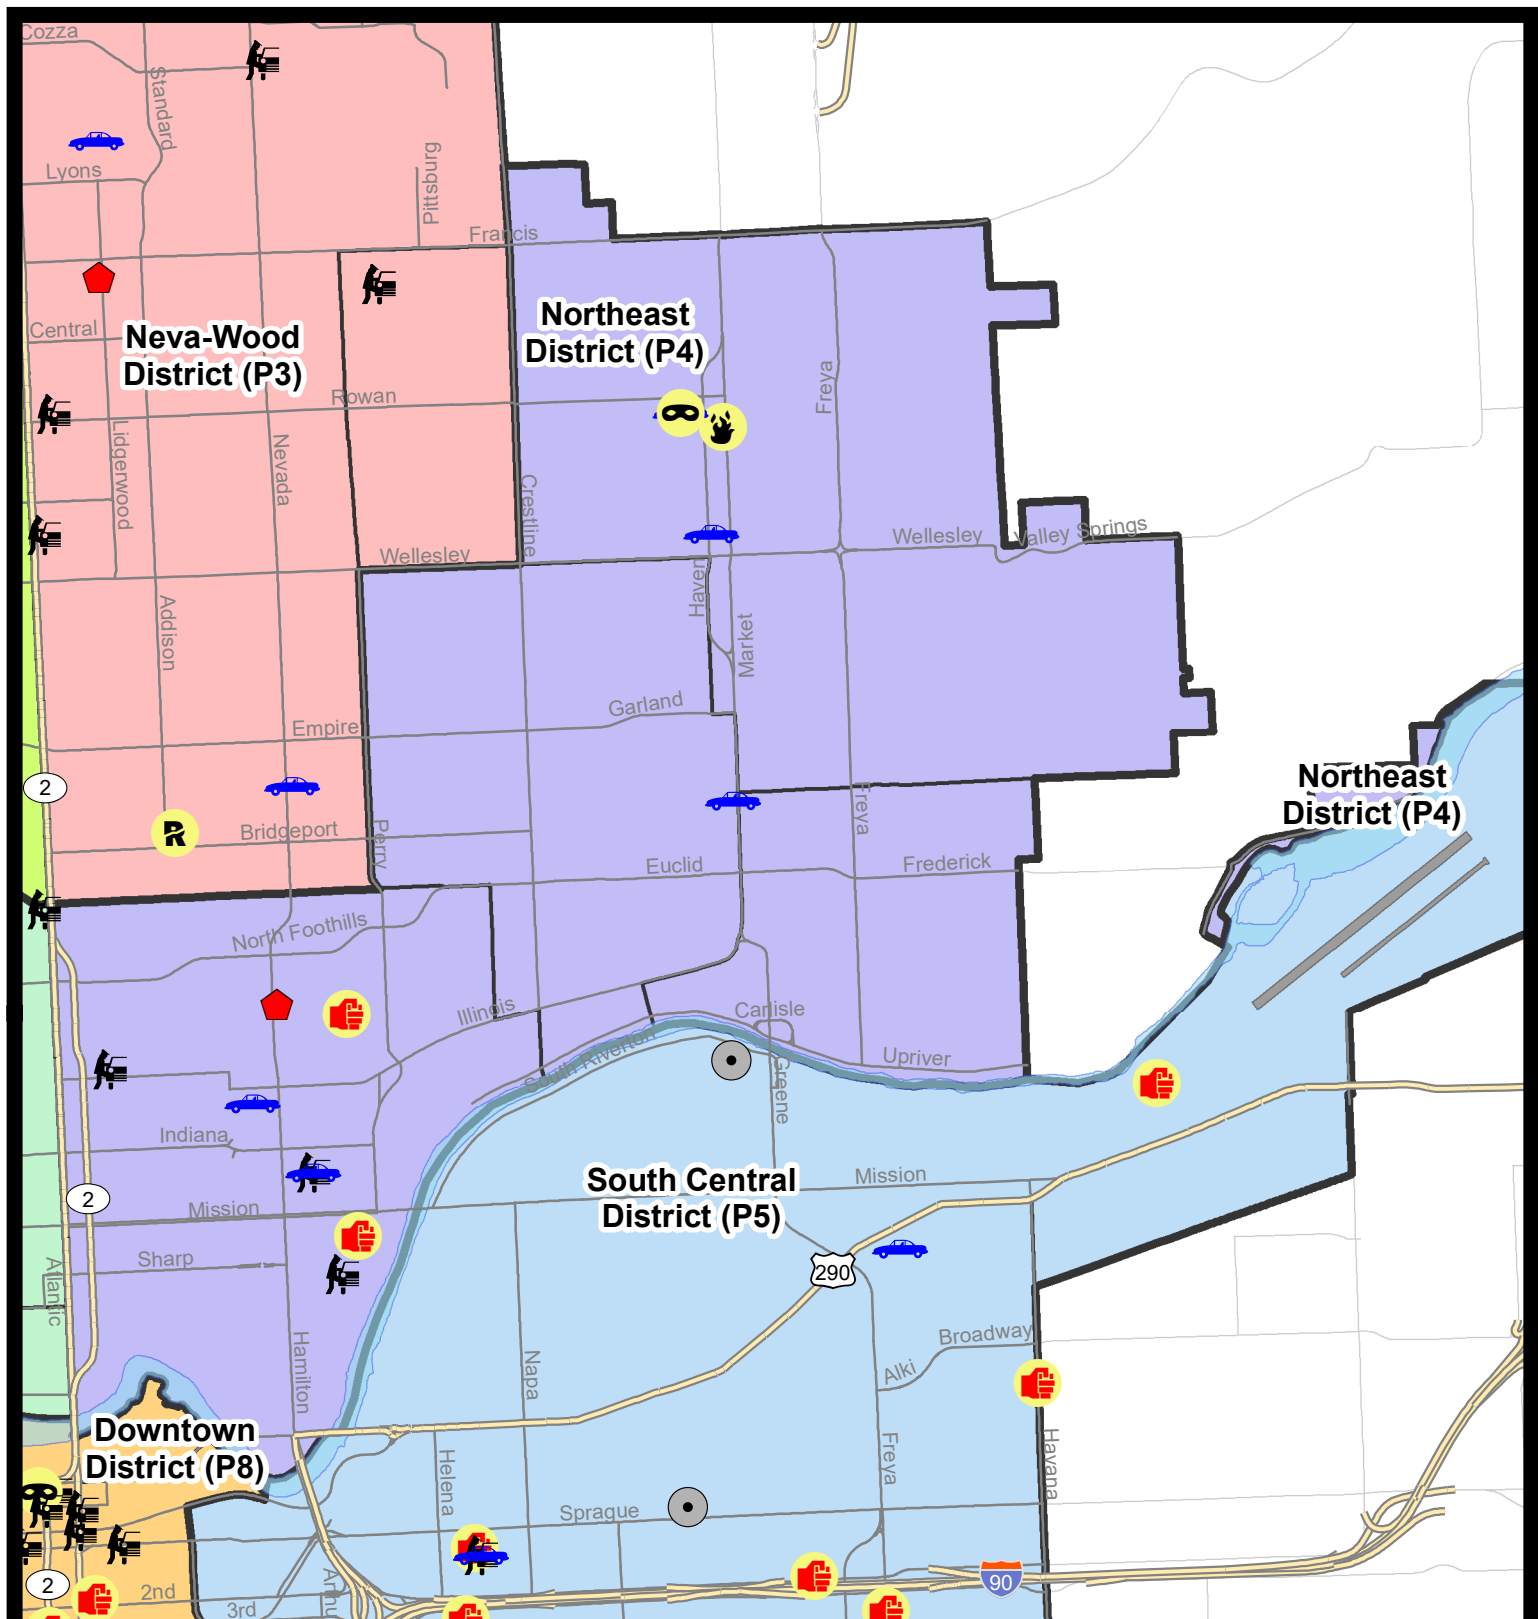 Cozza
Standard
Lyons
Pittsburg
Francis
Central
Neva-Wood
District (P3)
Northeast
District (P4)
Rowan
Freya
Lidgerwood
Nevada
Crestline
Wellesley
Wellesley
Valley Springs
Haven
Addison
Market
Garland
Empire
2
Northeast
District (P4)
Bridgeport
Perry
Freya
Euclid
Frederick
North Foothills
Illinois
Carlisle
South Riverton
Upriver
Greene
Indiana
Mission
South Central
District (P5)
2
Mission
Sharp
Atlantic
290
Hamilton
Napa
Broadway
Alki
Downtown
District (P8)
Helena
Freya
Havana
Sprague
2
2nd
3rd
90